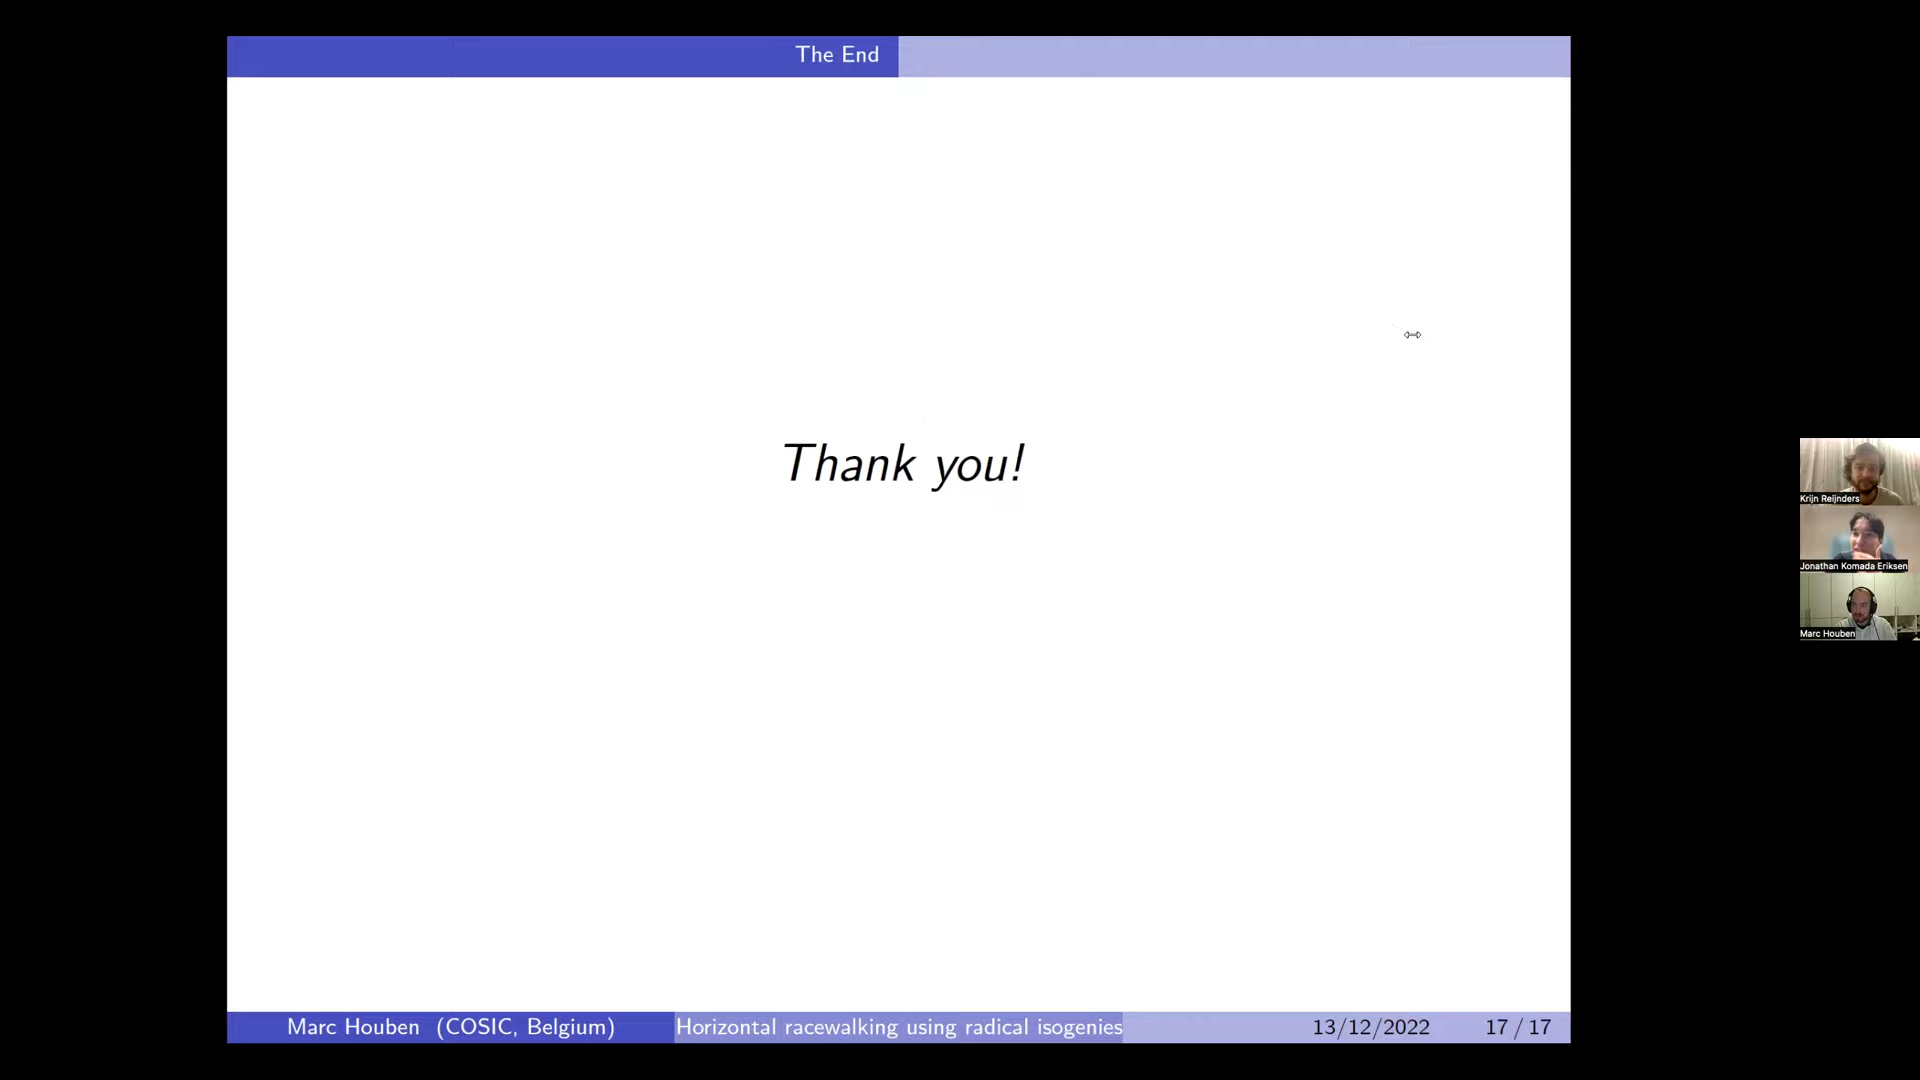 The End
Thank you!
Krijn Reijnders
Jonathan Komada Eriksen
Marc Houben
Marc Houben (COSIC, Belgium) Horizontal racewalking using radical isogenies 13/12/2022 17 / 17